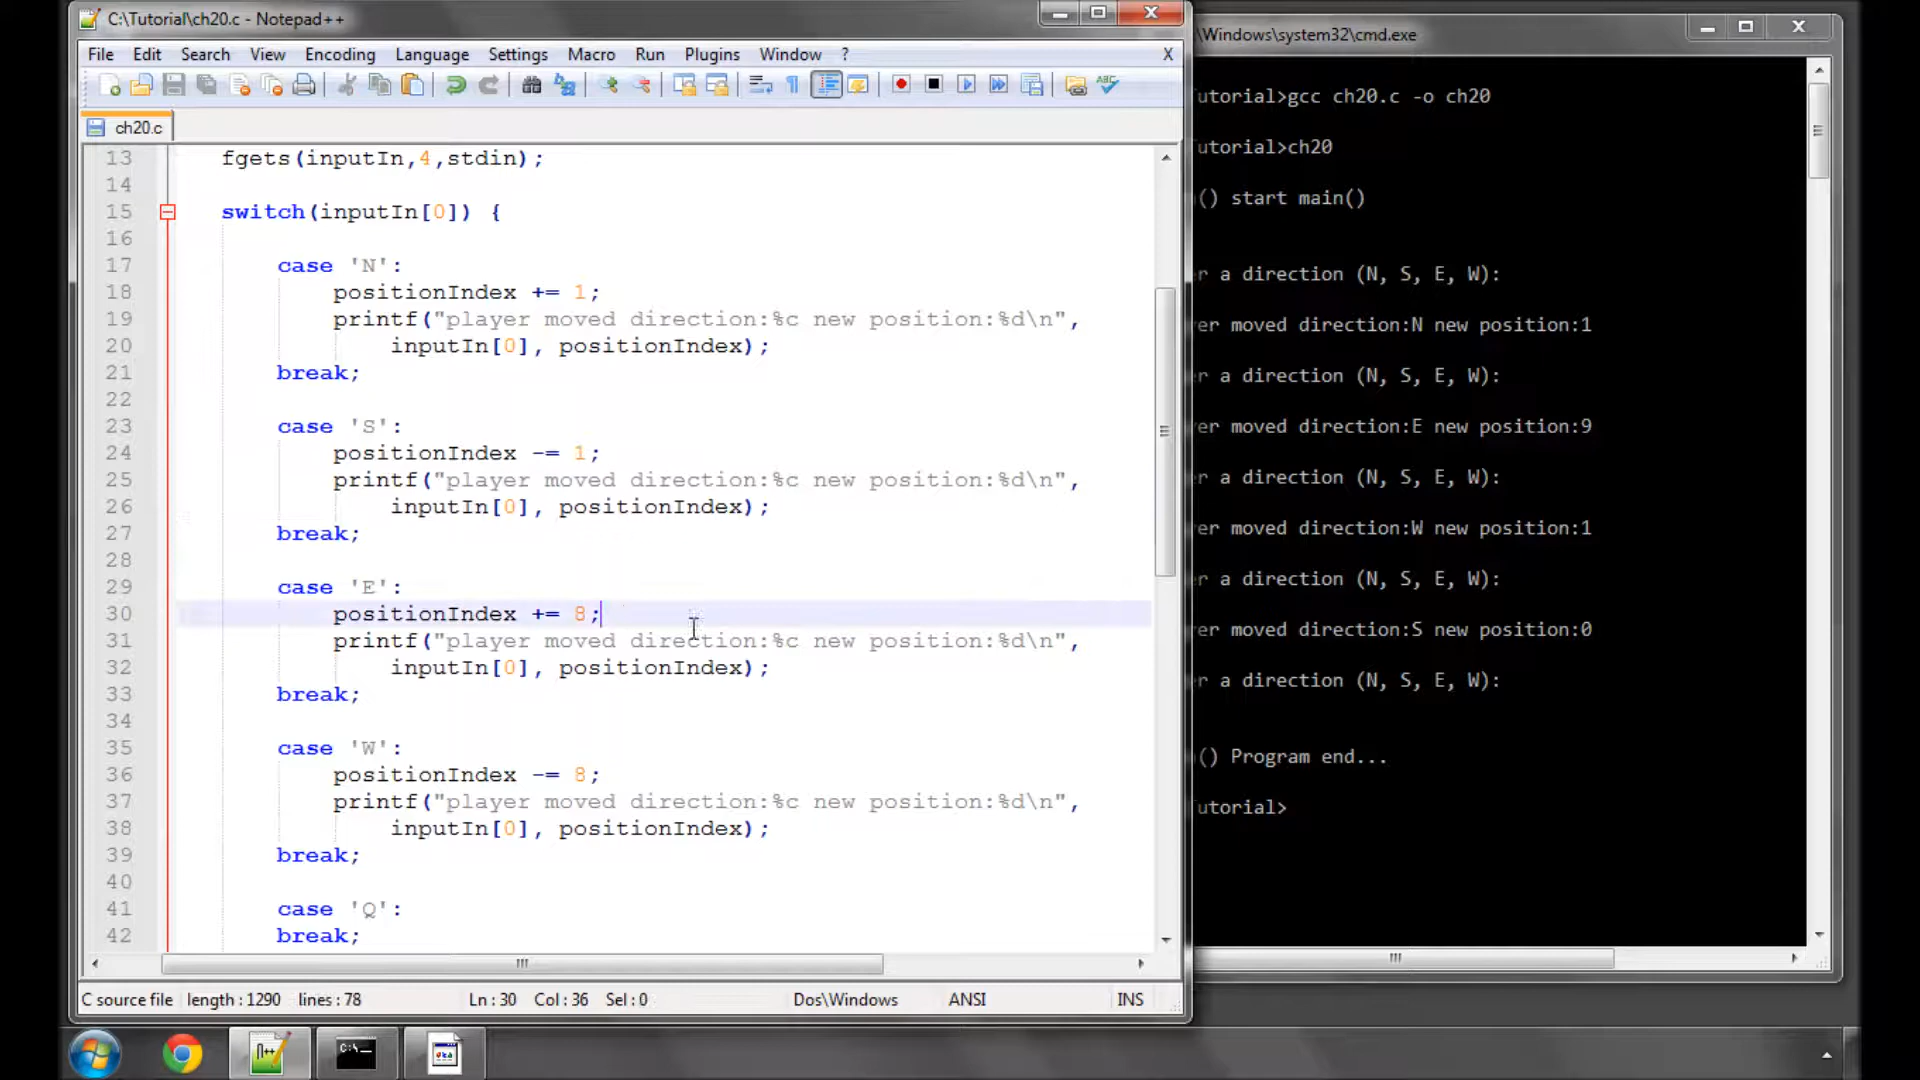 C:\Tutorial\ch20.c - Notepad++
File Edit Search View Encoding Language Settings Macro Run Plugins Window ? X
ch20.c
13 fgets(inputIn,4,stdin);
14
15 switch(inputIn[0]) {
16
17 case 'N':
18 positionIndex += 1;
19 printf("player moved direction:%c new position:%d\n",
20 inputIn[0], positionIndex);
21 break;
22
23 case 'S':
24 positionIndex -= 1;
25 printf("player moved direction:%c new position:%d\n",
26 inputIn[0], positionIndex);
27 break;
28
29 case 'E':
30 positionIndex += 8;
31 printf("player moved direction:%c new position:%d\n",
32 inputIn[0], positionIndex);
33 break;
34
35 case 'W':
36 positionIndex -= 8;
37 printf("player moved direction:%c new position:%d\n",
38 inputIn[0], positionIndex);
39 break;
40
41 case 'Q':
42 break;
C source file length : 1290 lines : 78 Ln : 30 Col : 36 Sel : 0 Dos\Windows ANSI INS
\Windows\system32\cmd.exe
utorial>gcc ch20.c -o ch20
utorial>ch20
() start main()
er a direction (N, S, E, W):
er moved direction:N new position:1
er a direction (N, S, E, W):
er moved direction:E new position:9
er a direction (N, S, E, W):
er moved direction:W new position:1
er a direction (N, S, E, W):
er moved direction:S new position:0
er a direction (N, S, E, W):
() Program end...
utorial>